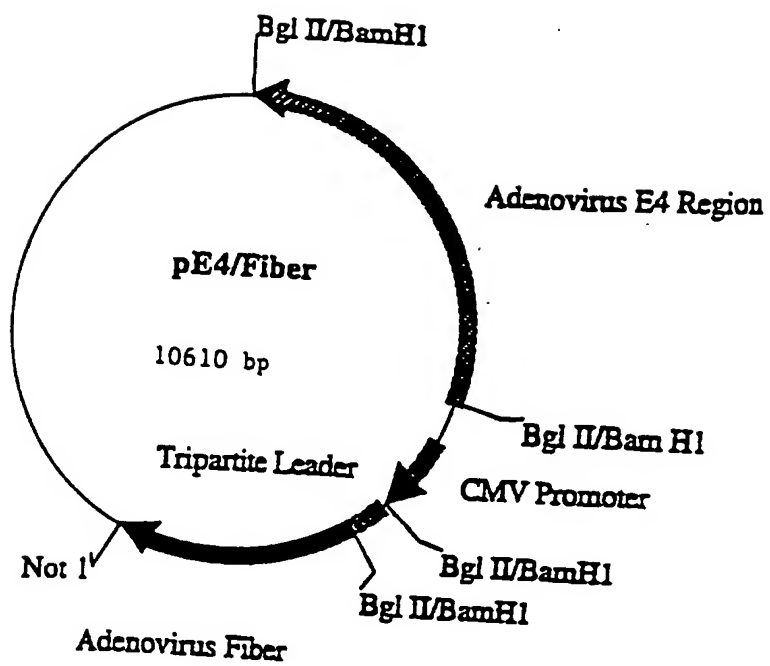 Bgl II/BamH1
Adenovirus E4 Region
pE4/Fiber
10610 bp
Bgl II/Bam H1
Tripartite Leader
CMV Promoter
Bgl II/BamH1
Not 1
Bgl II/BamH1
Adenovirus Fiber